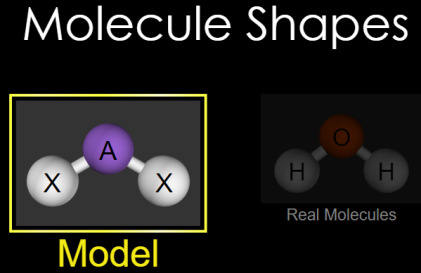 Molecule Shapes
A
X X
Model
O
H H
Real Molecules